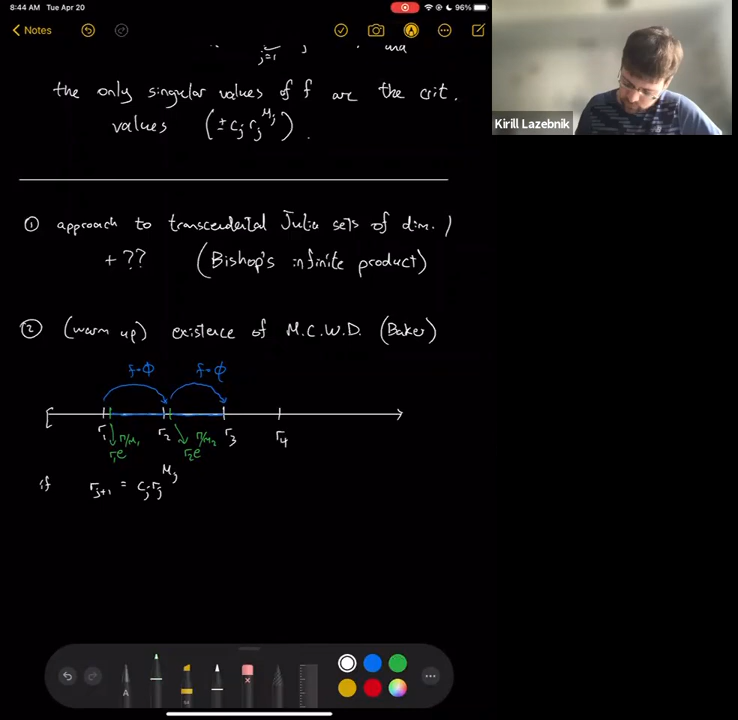 8:44 AM Tue Apr 20
96%
Notes
j=1
and
the only singular values of f are the crit.
values (± c_j r_j^{M_j}).
Kirill Lazebnik
① approach to transcendental Julia sets of dim. 1
+ ?? (Bishop's infinite product)
② (warm up) existence of M.C.W.D. (Baker)
f∘Φ f∘Φ
r_1 r_2 r_3 r_4
r_1 e^{π/M_1} r_2 e^{π/M_2}
if r_{j+1} = c_j r_j^{M_j}
A